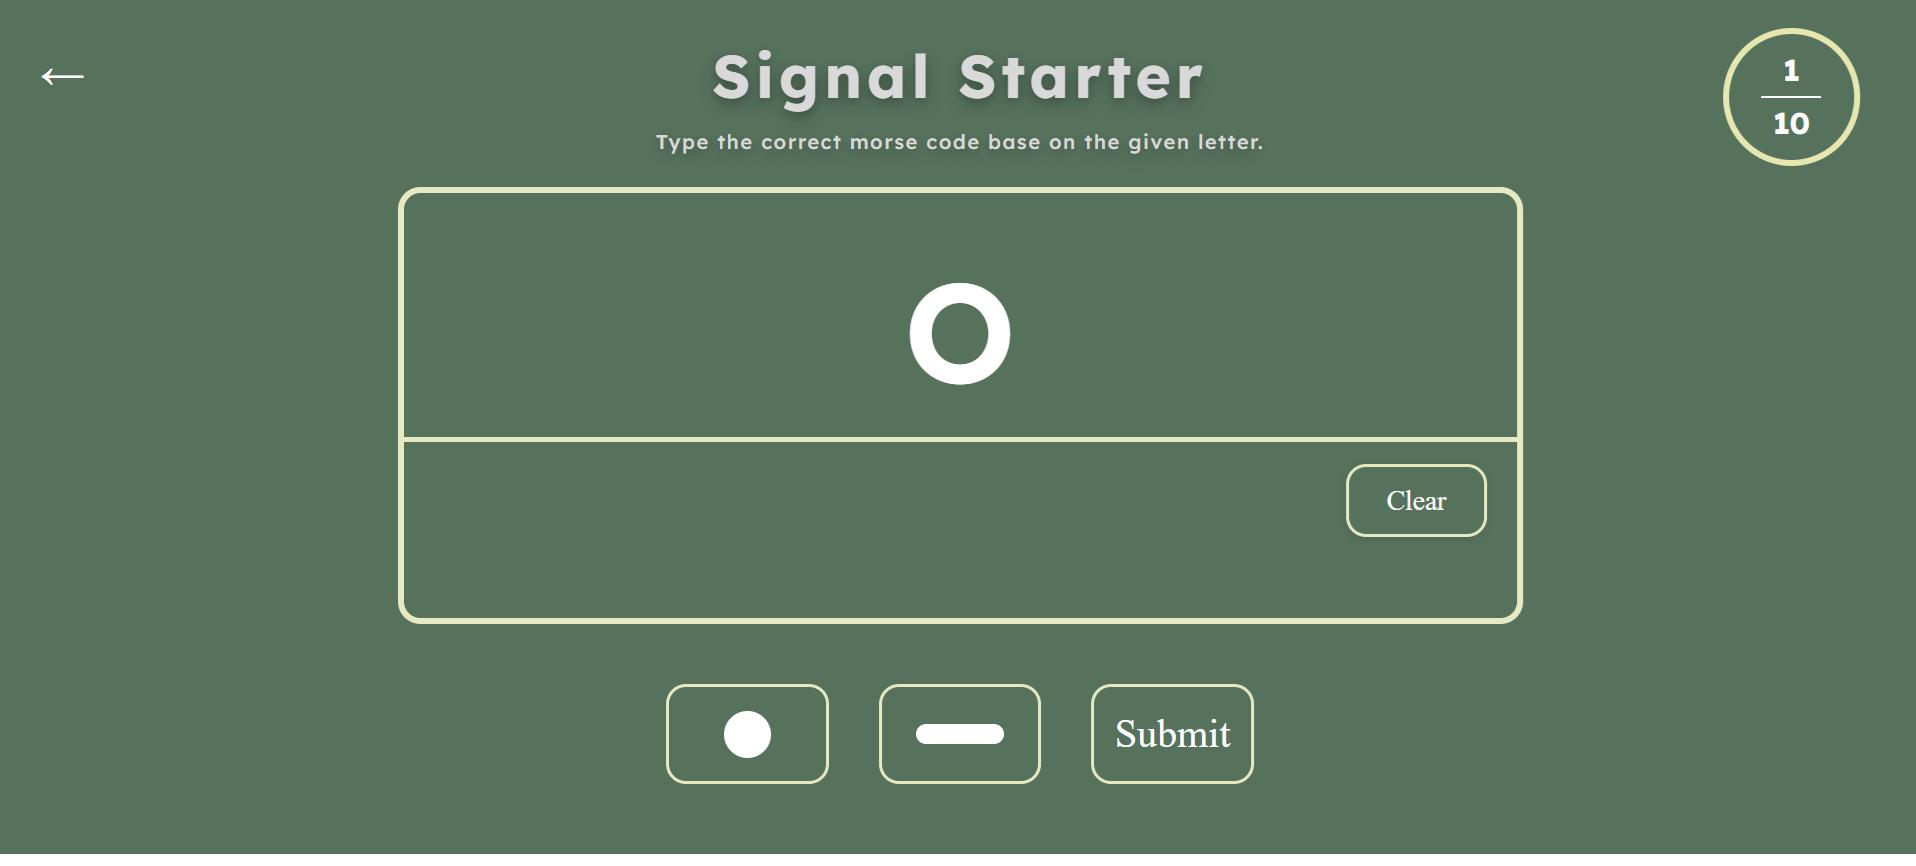 ←
Signal Starter
1
10
Type the correct morse code base on the given letter.
O
Clear
Submit